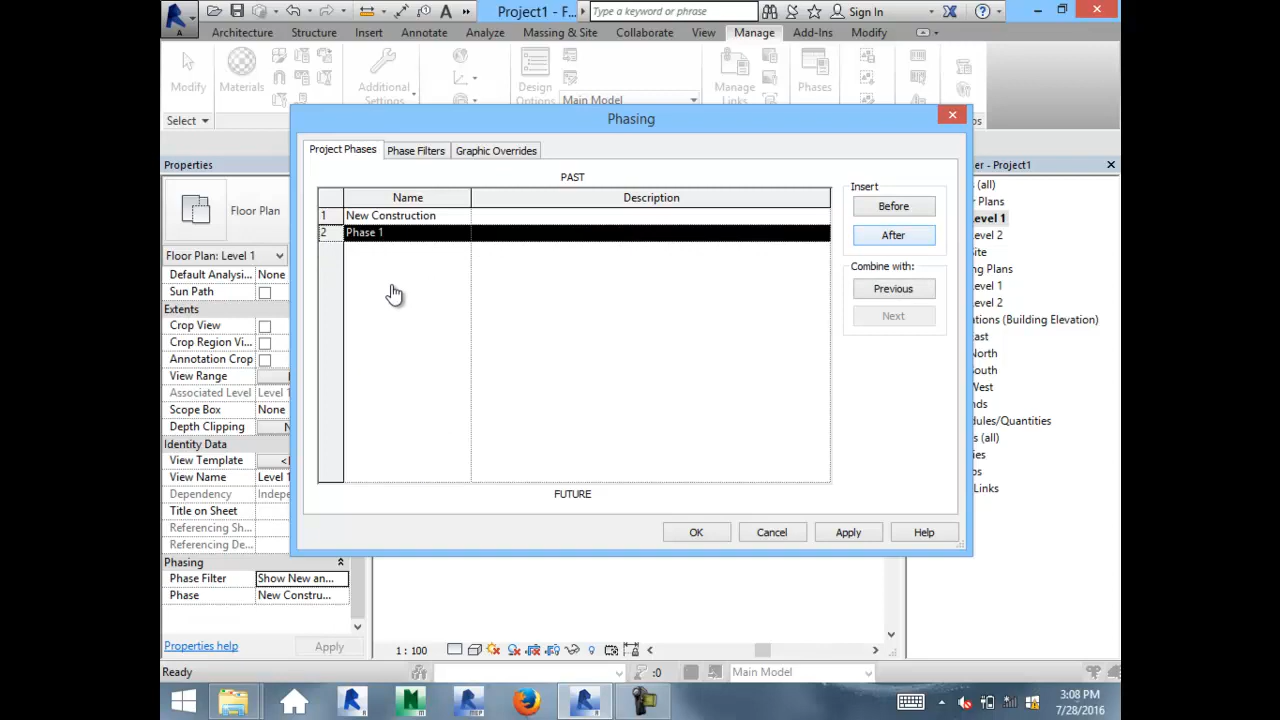 Project1 - F...
Type a keyword or phrase
Sign In
Architecture
Structure
Insert
Annotate
Analyze
Massing & Site
Collaborate
View
Manage
Add-Ins
Modify
Modify
Materials
Additional
Settings
Design
Options
Main Model
Manage
Links
Phases
Select
Phasing
Properties
er - Project1
Project Phases
Phase Filters
Graphic Overrides
PAST
Name
Description
Insert
1 New Construction
Before
2 Phase 1
After
Combine with:
Previous
Next
FUTURE
OK
Cancel
Apply
Help
Floor Plan
Floor Plan: Level 1
Default Analysi... None
Sun Path
Extents
Crop View
Crop Region Vi...
Annotation Crop
View Range
Associated Level Level 1
Scope Box None
Depth Clipping N
Identity Data
View Template <
View Name Level 1
Dependency Indepe
Title on Sheet
Referencing Sh...
Referencing De...
Phasing
Phase Filter Show New an...
Phase New Constru...
Properties help
Apply
s (all)
or Plans
evel 1
evel 2
ite
ng Plans
evel 1
evel 2
ations (Building Elevation)
ast
North
outh
West
nds
dules/Quantities
s (all)
ies
ps
Links
1 : 100
Ready
:0
Main Model
3:08 PM
7/28/2016